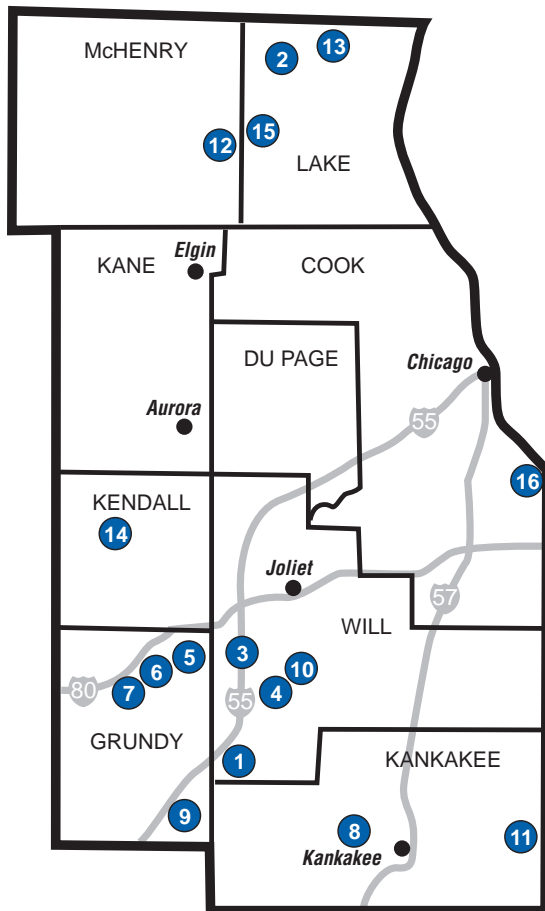 McHENRY
2
13
12
15
LAKE
KANE
Elgin
COOK
DU PAGE
Chicago
Aurora
55
16
KENDALL
14
Joliet
57
WILL
3
5
6
10
80
7
4
55
GRUNDY
1
KANKAKEE
9
8
11
Kankakee